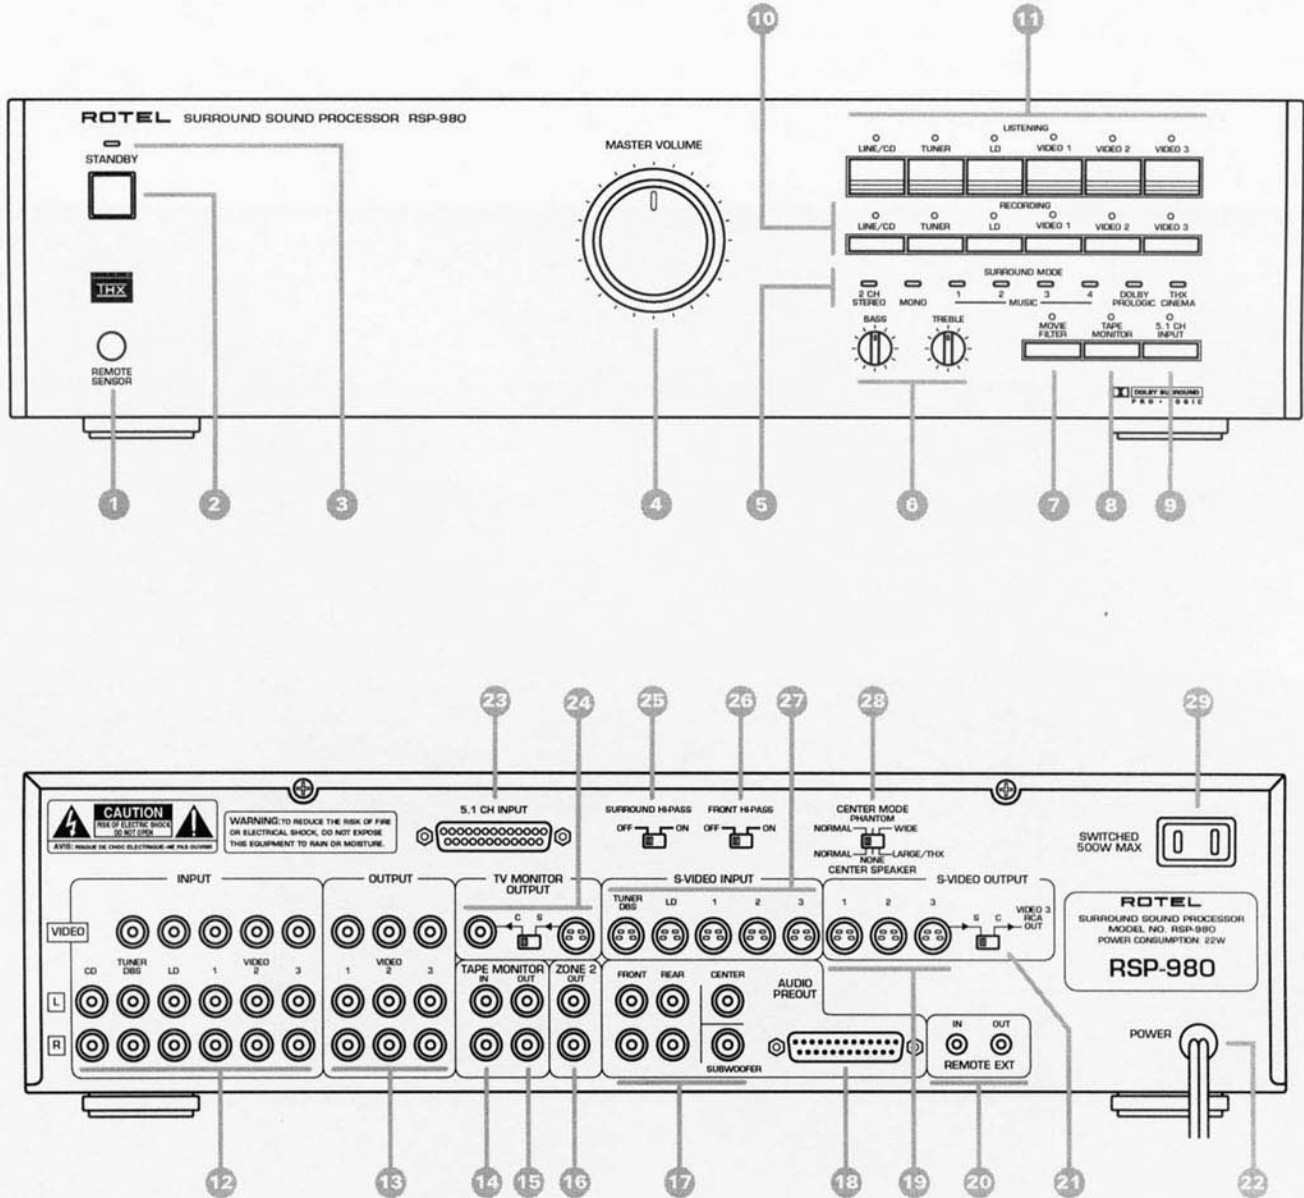 10
11
ROTEL SURROUND SOUND PROCESSOR RSP-980
STANDBY
MASTER VOLUME
LISTENING
LINE/CD TUNER LD VIDEO 1 VIDEO 2 VIDEO 3
RECORDING
LINE/CD TUNER LD VIDEO 1 VIDEO 2 VIDEO 3
SURROUND MODE
2 CH STEREO MONO 1 2 3 4 DOLBY PROLOGIC THX CINEMA
MUSIC
BASS TREBLE
MOVIE FILTER TAPE MONITOR 5.1 CH INPUT
THX
REMOTE SENSOR
DOLBY SURROUND
PRO • LOGIC
1 2 3 4 5 6 7 8 9
23 24 25 26 27 28 29
CAUTION
RISK OF ELECTRIC SHOCK
DO NOT OPEN
AVIS: RISQUE DE CHOC ELECTRIQUE-NE PAS OUVRIR
WARNING: TO REDUCE THE RISK OF FIRE
OR ELECTRICAL SHOCK, DO NOT EXPOSE
THIS EQUIPMENT TO RAIN OR MOISTURE.
5.1 CH INPUT
SURROUND HI-PASS
OFF ON
FRONT HI-PASS
OFF ON
CENTER MODE
PHANTOM
NORMAL WIDE
NORMAL NONE LARGE/THX
CENTER SPEAKER
SWITCHED
500W MAX
INPUT
OUTPUT
TV MONITOR
OUTPUT
S-VIDEO INPUT
S-VIDEO OUTPUT
VIDEO
C S
TUNER DBS LD 1 2 3
1 2 3
S C
VIDEO 3
RCA
OUT
CD TUNER DBS LD 1 VIDEO 2 3
1 VIDEO 2 3
TAPE MONITOR
IN OUT
ZONE 2
OUT
FRONT REAR CENTER
AUDIO
PREOUT
L
R
SUBWOOFER
IN OUT
REMOTE EXT
ROTEL
SURROUND SOUND PROCESSOR
MODEL NO. RSP-980
POWER CONSUMPTION: 22W
RSP-980
POWER
12 13 14 15 16 17 18 19 20 21 22